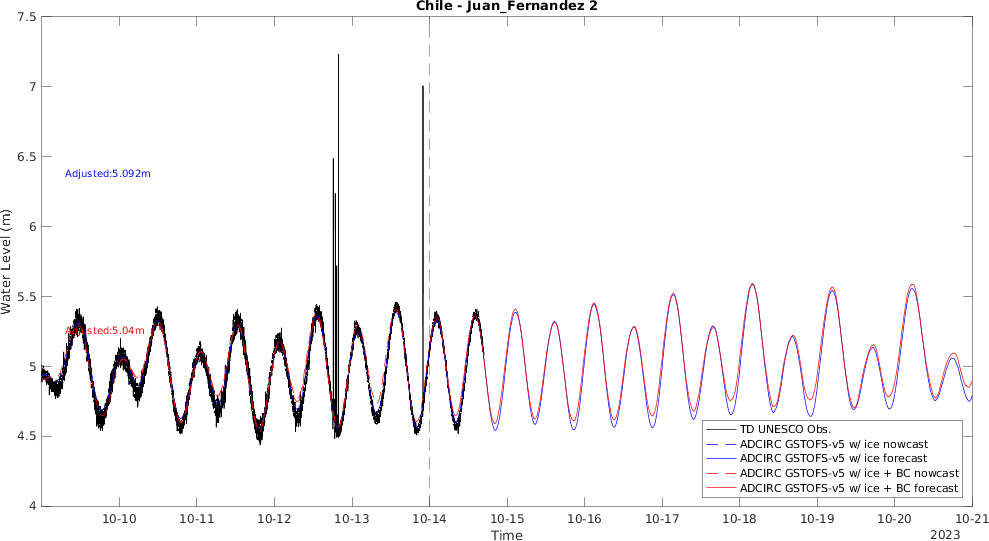 Chile - Juan_Fernandez 2
7.5
7
6.5
6
5.5
5
4.5
4
Water Level (m)
Adjusted:5.092m
Adjusted:5.04m
TD UNESCO Obs.
ADCIRC GSTOFS-v5 w/ ice nowcast
ADCIRC GSTOFS-v5 w/ ice forecast
ADCIRC GSTOFS-v5 w/ ice + BC nowcast
ADCIRC GSTOFS-v5 w/ ice + BC forecast
10-10 10-11 10-12 10-13 10-14 10-15 10-16 10-17 10-18 10-19 10-20 10-21
Time
2023